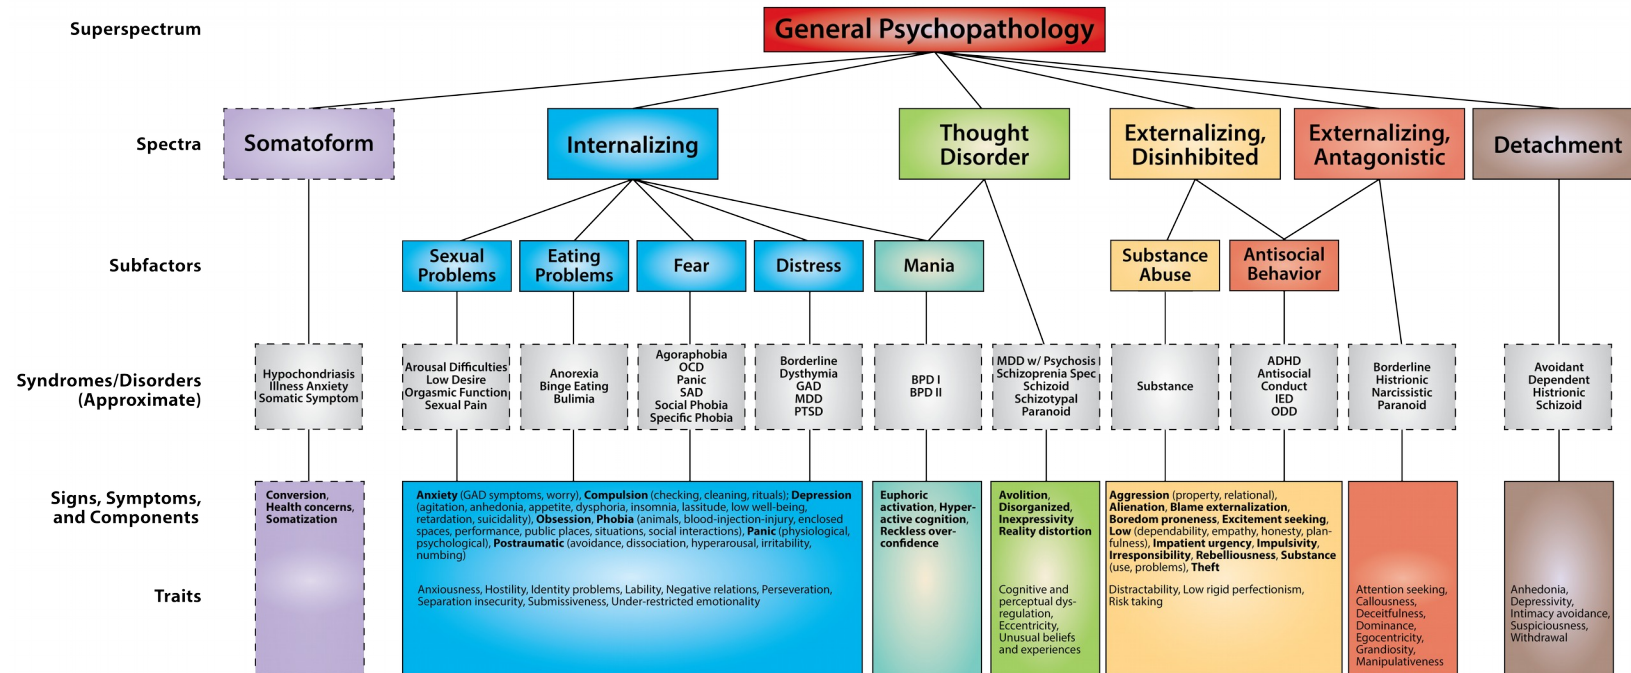 Superspectrum
General Psychopathology
Spectra
Somatoform
Internalizing
Thought
Disorder
Externalizing,
Disinhibited
Externalizing,
Antagonistic
Detachment
Subfactors
Sexual
Problems
Eating
Problems
Fear
Distress
Mania
Substance
Abuse
Antisocial
Behavior
Syndromes/Disorders
(Approximate)
Hypochondriasis
Illness Anxiety
Somatic Symptom
Arousal Difficulties
Low Desire
Orgasmic Function
Sexual Pain
Anorexia
Binge Eating
Bulimia
Agoraphobia
OCD
Panic
SAD
Social Phobia
Specific Phobia
Borderline
Dysthymia
GAD
MDD
PTSD
BPD I
BPD II
MDD w/ Psychosis
Schizoprenia Spec
Schizoid
Schizotypal
Paranoid
Substance
ADHD
Antisocial
Conduct
IED
ODD
Borderline
Histrionic
Narcissistic
Paranoid
Avoidant
Dependent
Histrionic
Schizoid
Signs, Symptoms,
and Components
Conversion,
Health concerns,
Somatization
Anxiety (GAD symptoms, worry), Compulsion (checking, cleaning, rituals); Depression
(agitation, anhedonia, appetite, dysphoria, insomnia, lassitude, low well-being,
retardation, suicidality), Obsession, Phobia (animals, blood-injection-injury, enclosed
spaces, performance, public places, situations, social interactions), Panic (physiological,
psychological), Postraumatic (avoidance, dissociation, hyperarousal, irritability,
numbing)
Euphoric
activation, Hyper-
active cognition,
Reckless over-
confidence
Avolition,
Disorganized,
Inexpressivity
Reality distortion
Aggression (property, relational),
Alienation, Blame externalization,
Boredom proneness, Excitement seeking,
Low (dependability, empathy, honesty, plan-
fulness), Impatient urgency, Impulsivity,
Irresponsibility, Rebelliousness, Substance
(use, problems), Theft
Traits
Anxiousness, Hostility, Identity problems, Lability, Negative relations, Perseveration,
Separation insecurity, Submissiveness, Under-restricted emotionality
Cognitive and
perceptual dys-
regulation,
Eccentricity,
Unusual beliefs
and experiences
Distractability, Low rigid perfectionism,
Risk taking
Attention seeking,
Callousness,
Deceitfulness,
Dominance,
Egocentricity,
Grandiosity,
Manipulativeness
Anhedonia,
Depressivity,
Intimacy avoidance,
Suspiciousness,
Withdrawal